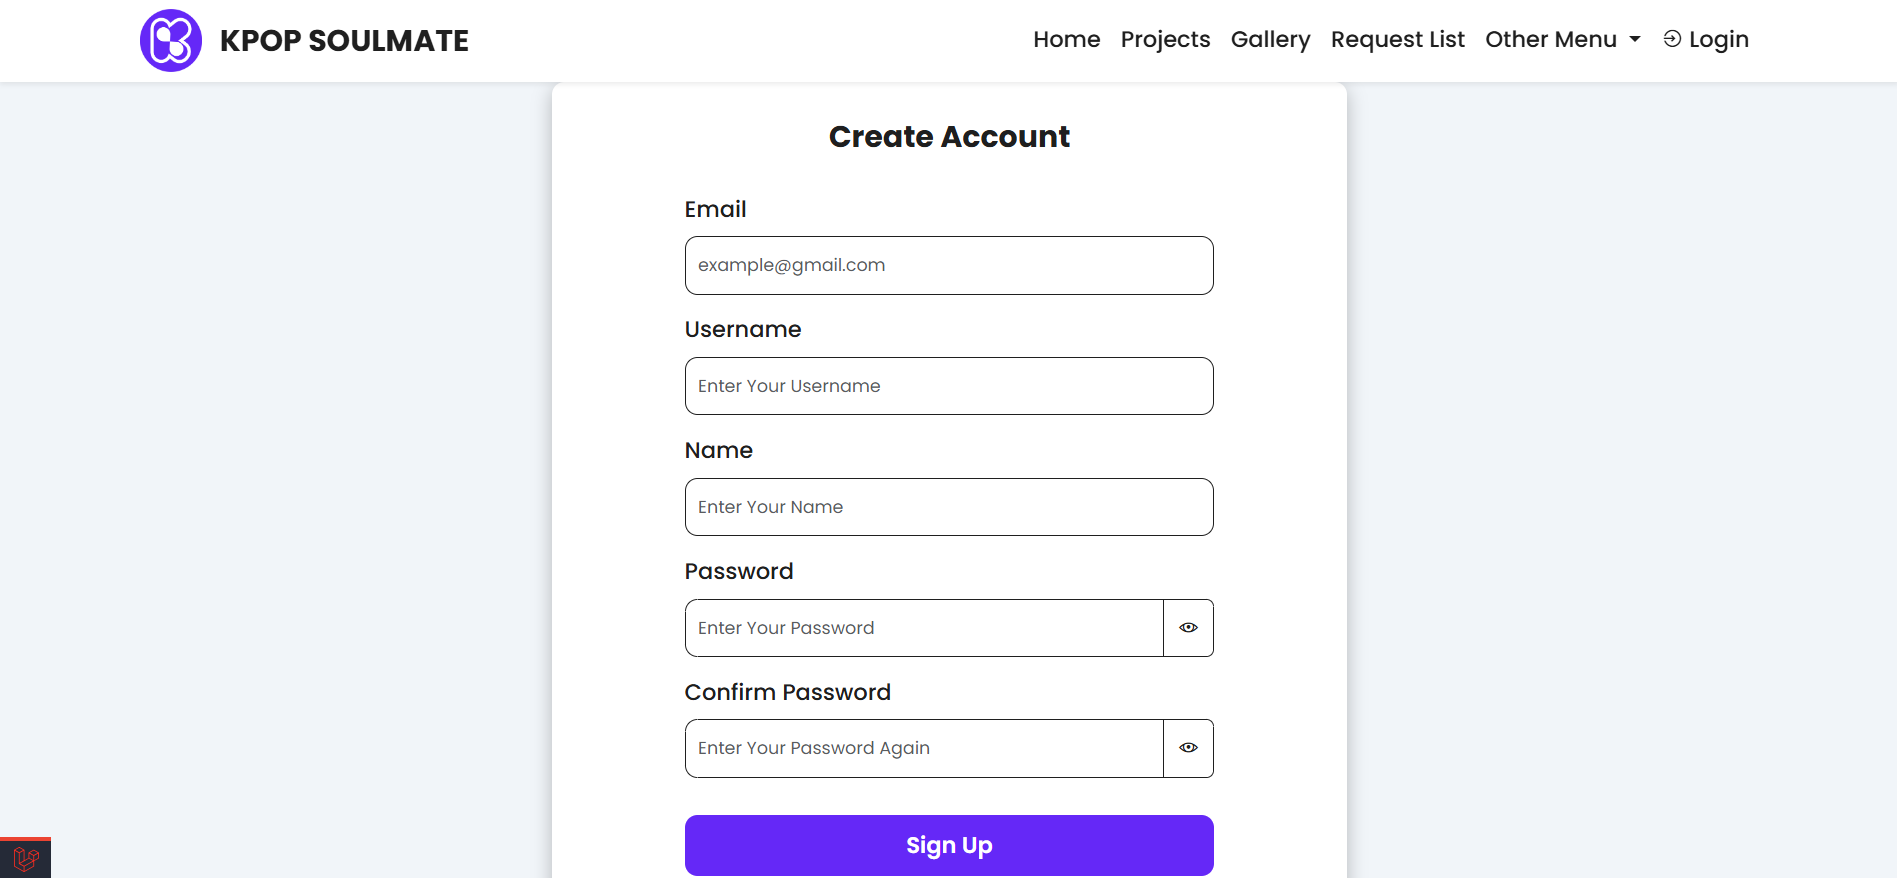 KPOP SOULMATE
Home Projects Gallery Request List Other Menu Login
Create Account
Email
example@gmail.com
Username
Enter Your Username
Name
Enter Your Name
Password
Enter Your Password
Confirm Password
Enter Your Password Again
Sign Up